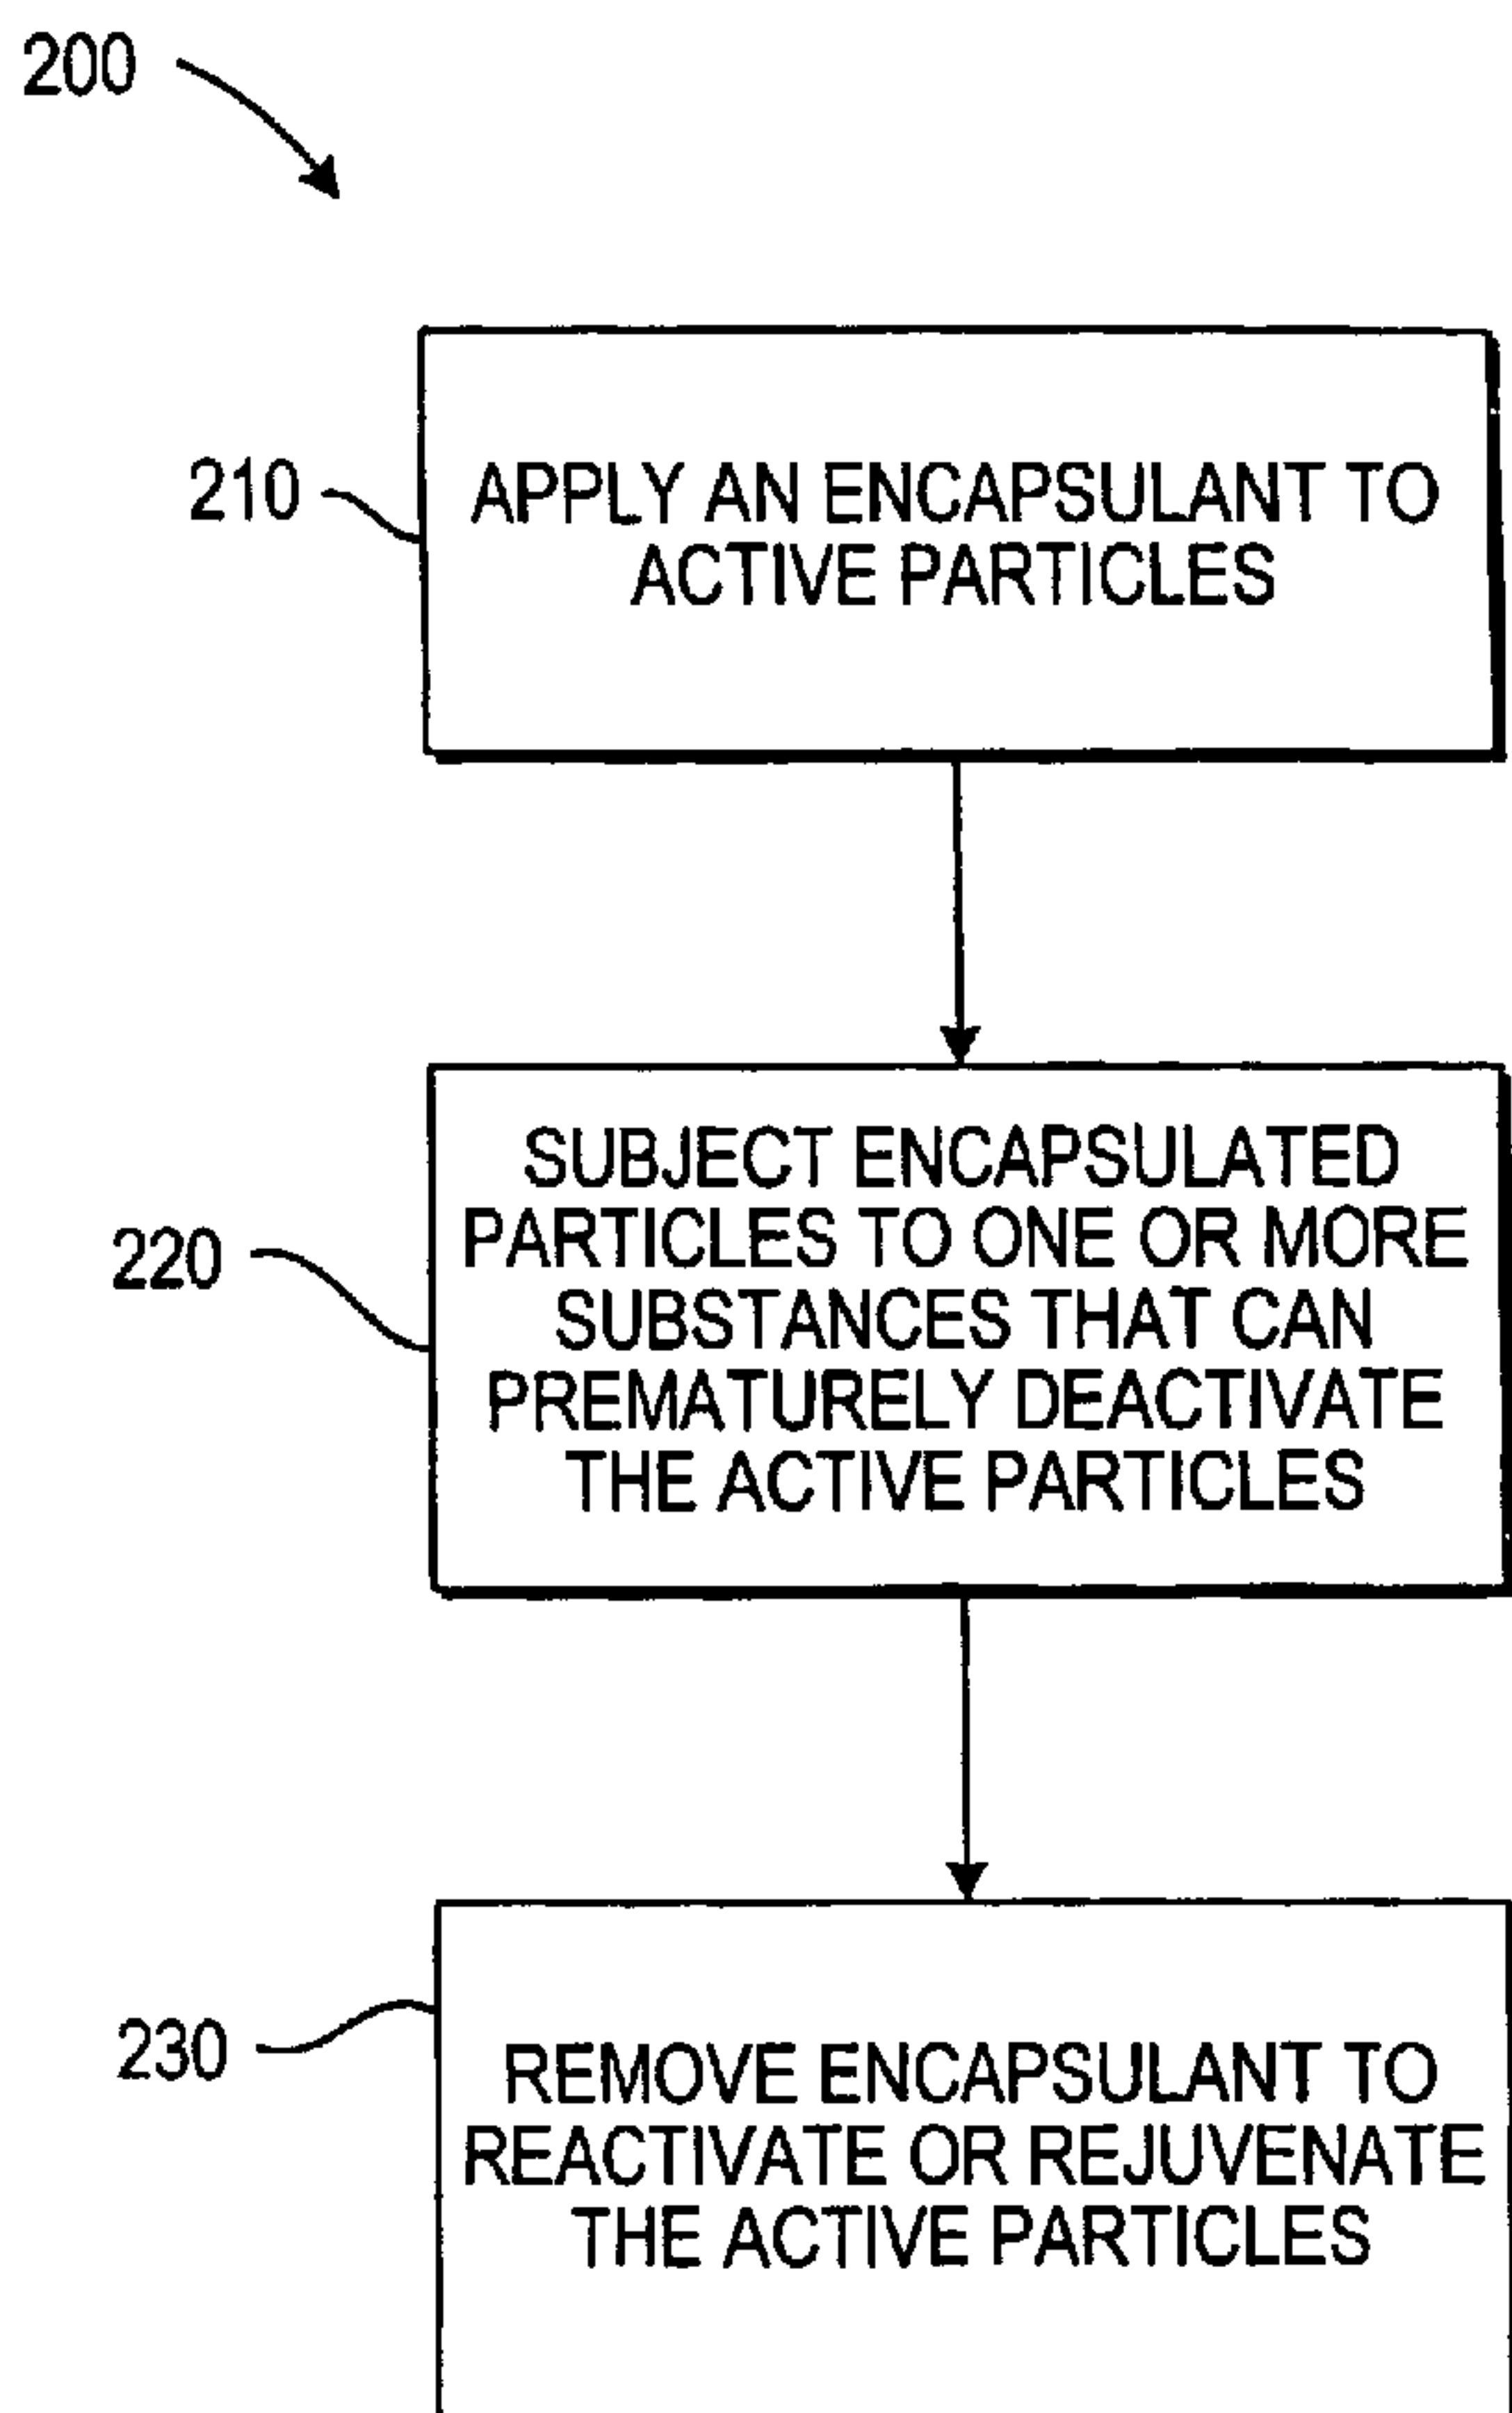 200
210
APPLY AN ENCAPSULANT TO
ACTIVE PARTICLES
220
SUBJECT ENCAPSULATED
PARTICLES TO ONE OR MORE
SUBSTANCES THAT CAN
PREMATURELY DEACTIVATE
THE ACTIVE PARTICLES
230
REMOVE ENCAPSULANT TO
REACTIVATE OR REJUVENATE
THE ACTIVE PARTICLES